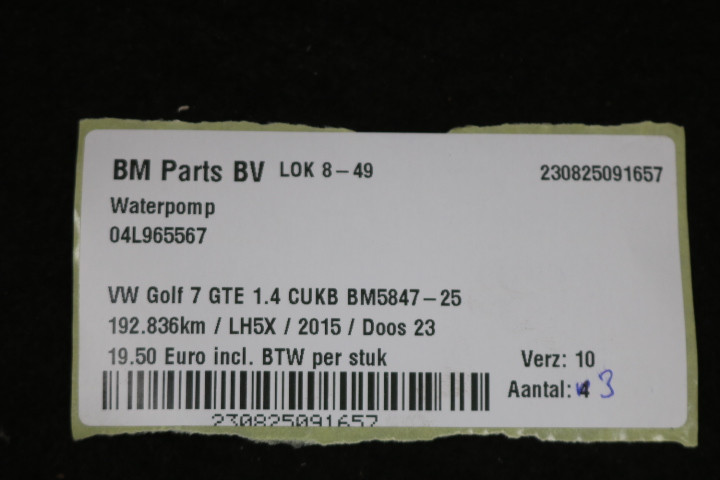 BM Parts BV LOK 8-49 230825091657
Waterpomp
04L965567
VW Golf 7 GTE 1.4 CUKB BM5847-25
192.836km / LH5X / 2015 / Doos 23
19.50 Euro incl. BTW per stuk Verz: 10
Aantal: 4 3
230825091657